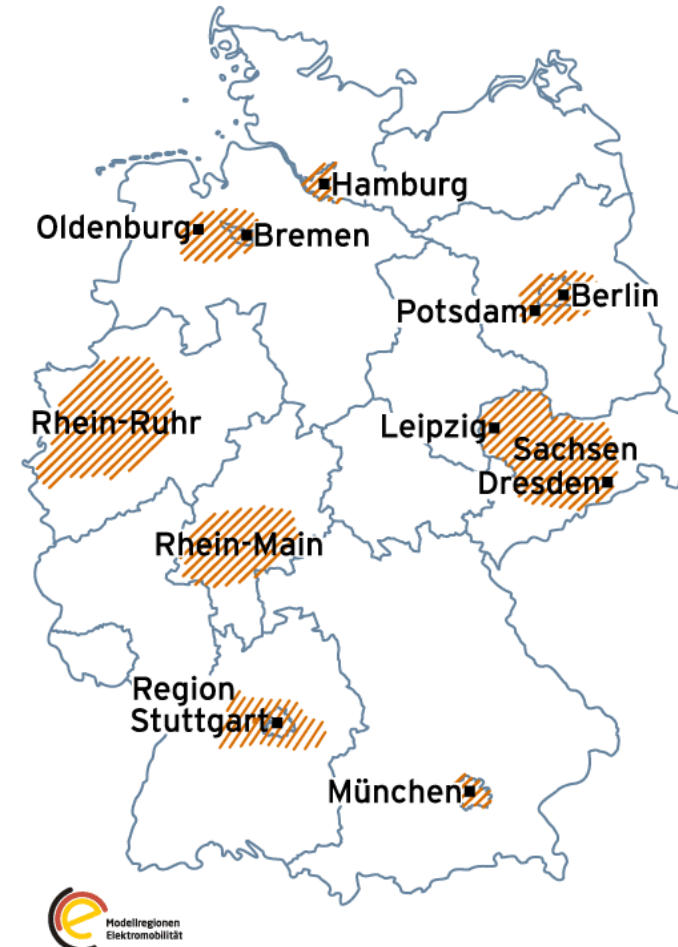 Hamburg
Oldenburg
Bremen
Berlin
Potsdam
Rhein-Ruhr
Leipzig
Sachsen
Dresden
Rhein-Main
Region
Stuttgart
München
e
Modellregionen
Elektromobilität